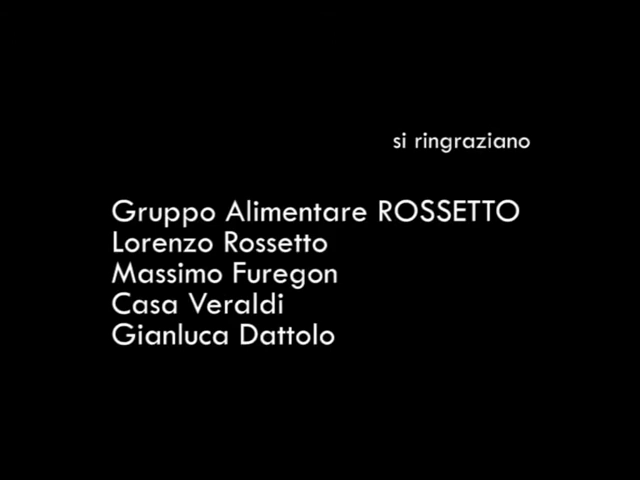 si ringraziano
Gruppo Alimentare ROSSETTO
Lorenzo Rossetto
Massimo Furegon
Casa Veraldi
Gianluca Dattolo